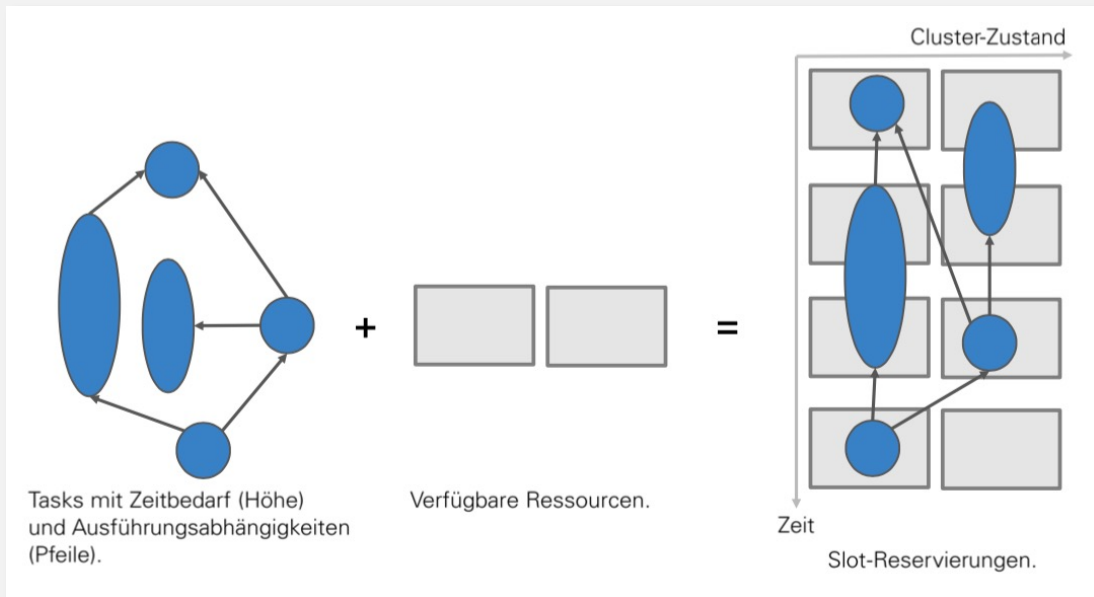 Cluster-Zustand
+
=
Tasks mit Zeitbedarf (Höhe)
und Ausführungsabhängigkeiten
(Pfeile).
Verfügbare Ressourcen.
Zeit
Slot-Reservierungen.